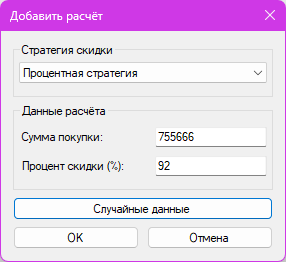 Добавить расчёт
Стратегия скидки
Процентная стратегия
Данные расчёта
Сумма покупки: 755666
Процент скидки (%): 92
Случайные данные
OK Отмена